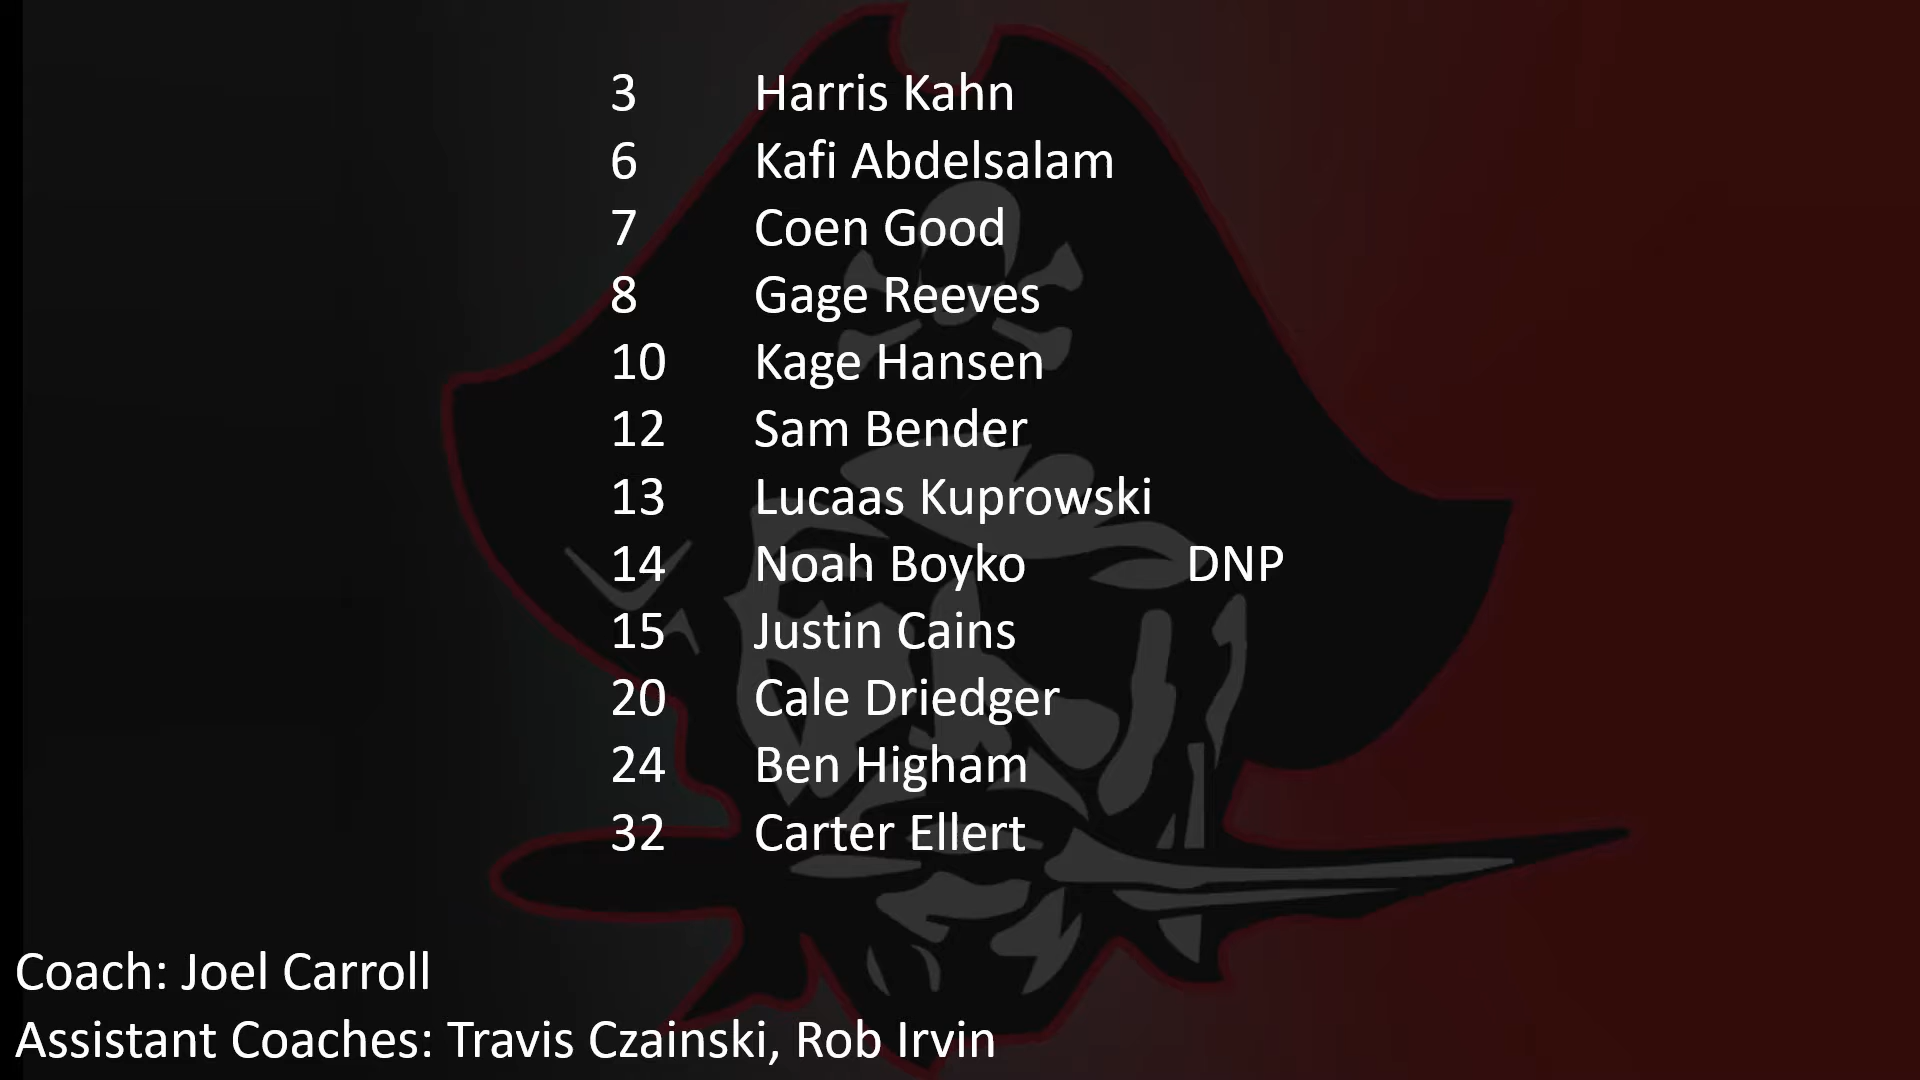 3 Harris Kahn
6 Kafi Abdelsalam
7 Coen Good
8 Gage Reeves
10 Kage Hansen
12 Sam Bender
13 Lucaas Kuprowski
14 Noah Boyko DNP
15 Justin Cains
20 Cale Driedger
24 Ben Higham
32 Carter Ellert
Coach: Joel Carroll
Assistant Coaches: Travis Czainski, Rob Irvin